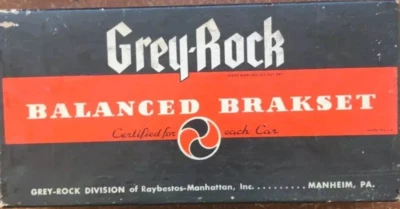 Grey-Rock
BALANCED BRAKSET
Certified for each Car
GREY-ROCK DIVISION of Raybestos-Manhattan, Inc.......... MANHEIM, PA.